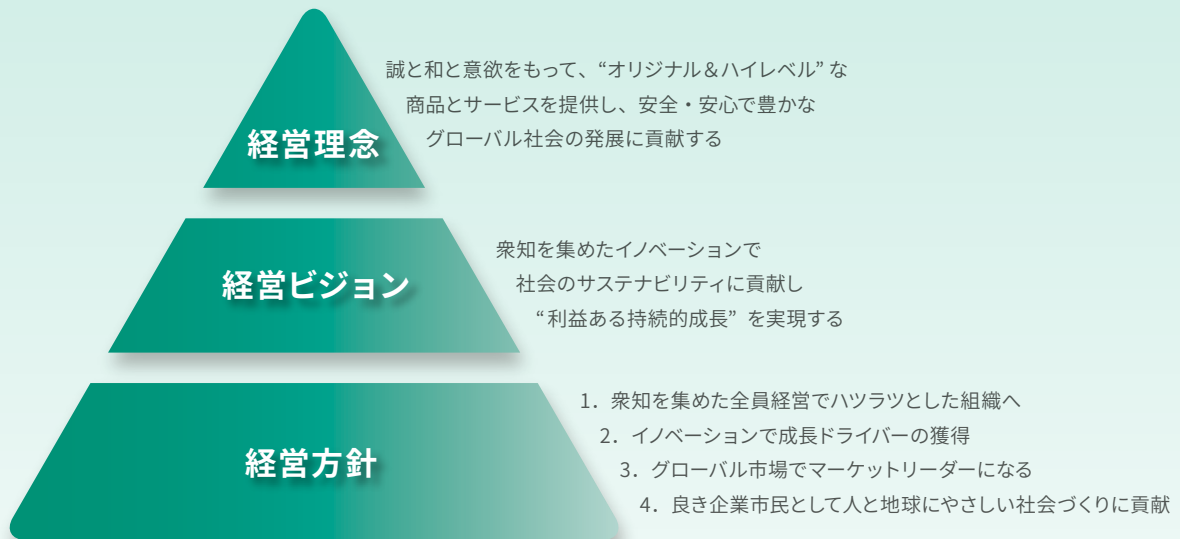 経営理念
誠と和と意欲をもって、“オリジナル＆ハイレベル” な
商品とサービスを提供し、安全・安心で豊かな
グローバル社会の発展に貢献する
経営ビジョン
衆知を集めたイノベーションで
社会のサステナビリティに貢献し
“利益ある持続的成長” を実現する
経営方針
1．衆知を集めた全員経営でハツラツとした組織へ
2．イノベーションで成長ドライバーの獲得
3．グローバル市場でマーケットリーダーになる
4．良き企業市民として人と地球にやさしい社会づくりに貢献